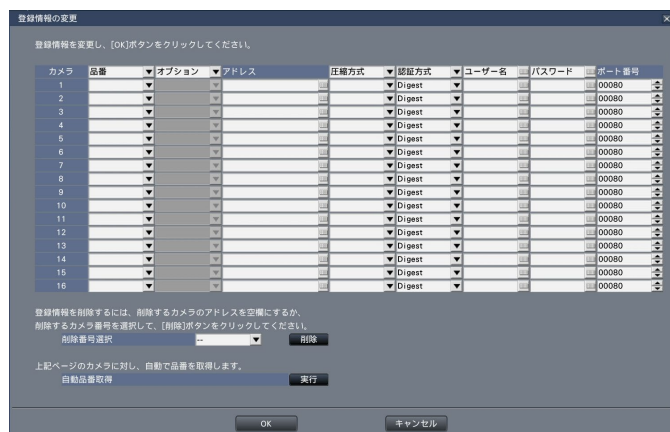 登録情報の変更
登録情報を変更し、[OK]ボタンをクリックしてください。
カメラ 品番 オプション アドレス 圧縮方式 認証方式 ユーザー名 パスワード ポート番号
1 Digest 00080
2 Digest 00080
3 Digest 00080
4 Digest 00080
5 Digest 00080
6 Digest 00080
7 Digest 00080
8 Digest 00080
9 Digest 00080
10 Digest 00080
11 Digest 00080
12 Digest 00080
13 Digest 00080
14 Digest 00080
15 Digest 00080
16 Digest 00080
登録情報を削除するには、削除するカメラのアドレスを空欄にするか、
削除するカメラ番号を選択して、[削除]ボタンをクリックしてください。
削除番号選択 -- 削除
上記ページのカメラに対し、自動で品番を取得します。
自動品番取得 実行
OK キャンセル